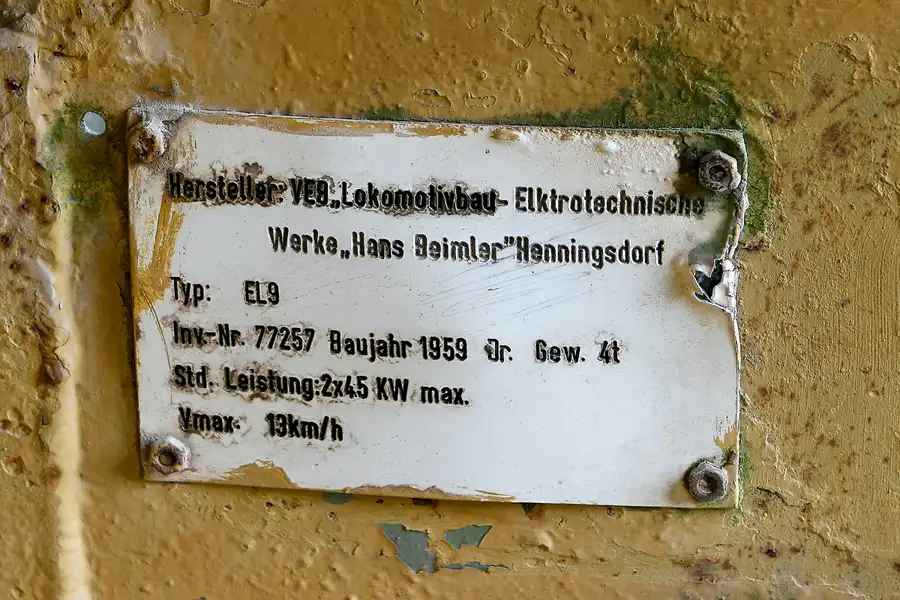 Hersteller: VEB „Lokomotivbau - Elktrotechnische
Werke „Hans Beimler" Henningsdorf
Typ: EL9
Inv.-Nr. 77257 Baujahr 1959 Dr. Gew. 4t
Std. Leistung: 2x45 KW max.
Vmax. 13km/h